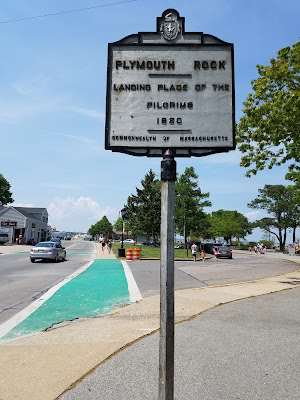 PLYMOUTH ROCK
LANDING PLACE OF THE
PILGRIMS
1620
COMMONWEALTH OF MASSACHUSETTS